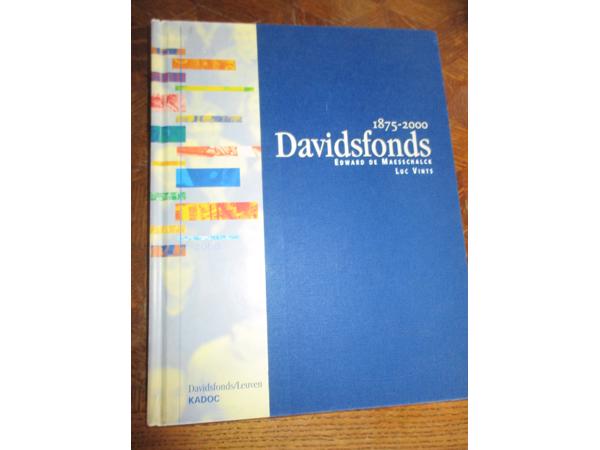 1875-2000
Davidsfonds
Edward de Maesschalck
Luc Vints
Davidsfonds/Leuven
KADOC